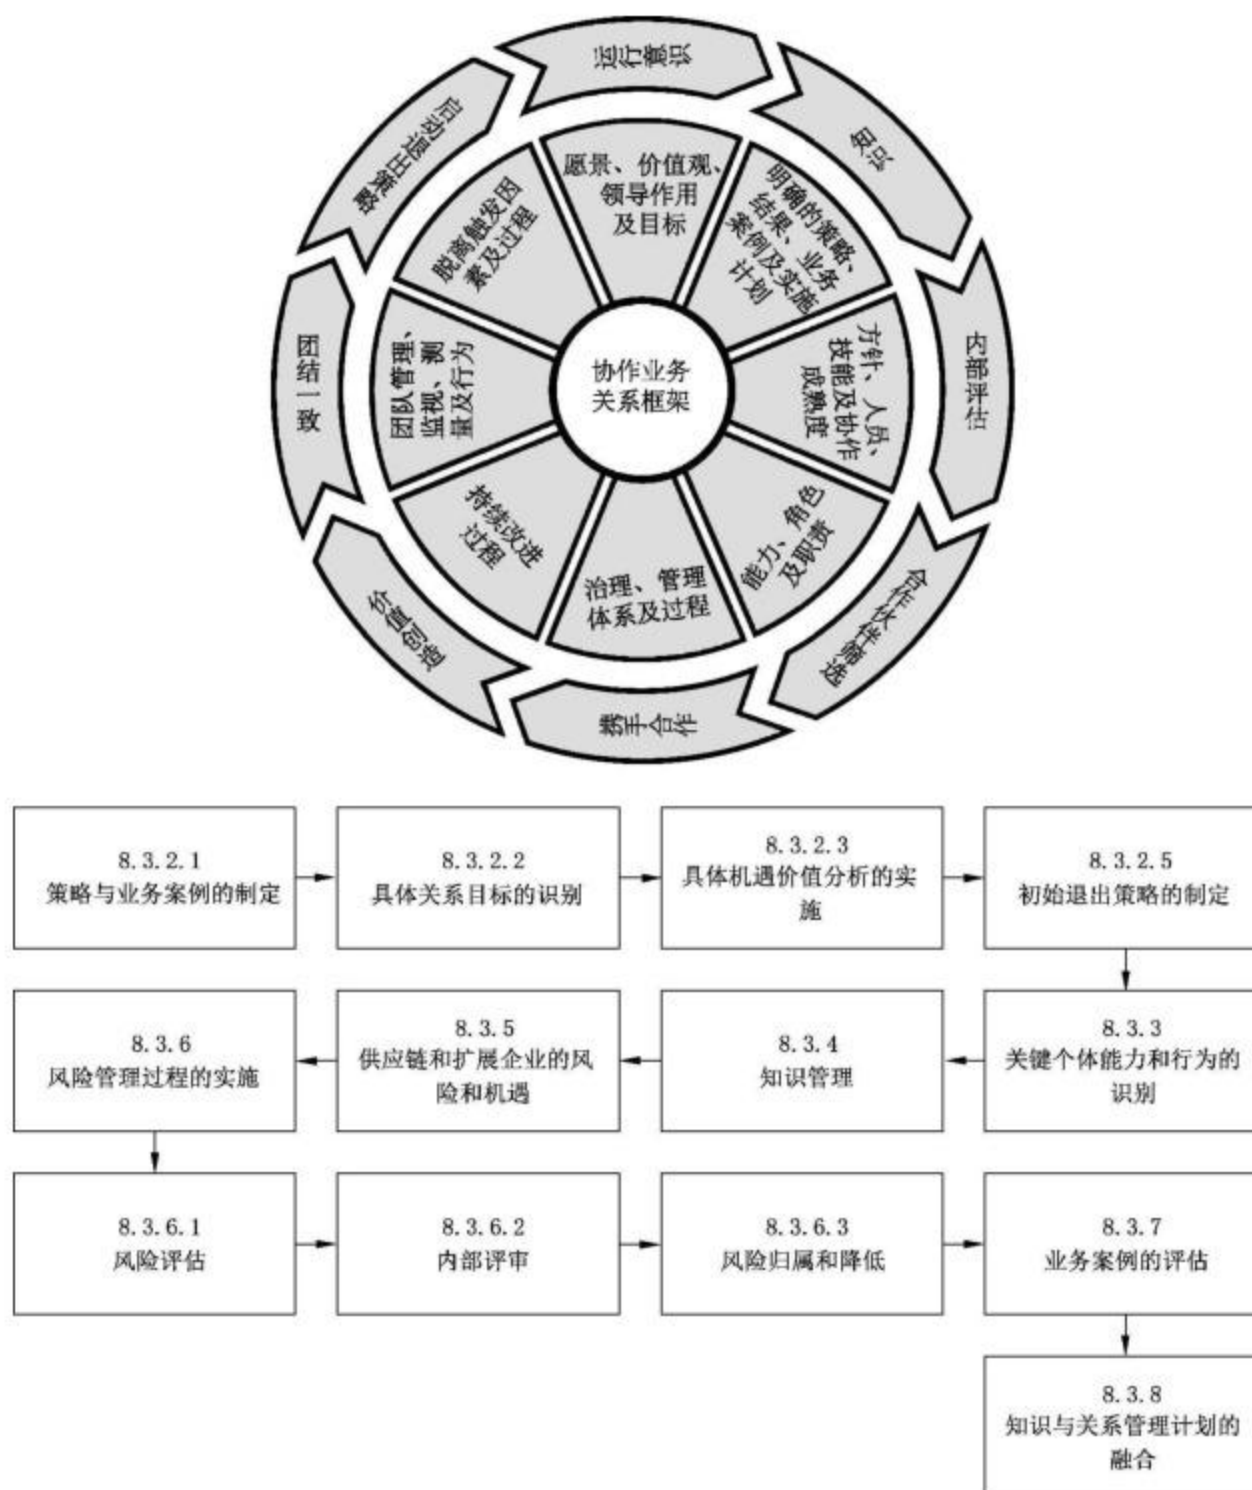 运行意识
知识
内部评估
合作伙伴筛选
携手合作
价值创造
团结一致
启动退出策略
愿景、价值观、
领导作用
及目标
明确的策略、
结果、业务
案例及实施
计划
方针、人员、
技能及协作
成熟度
能力、角色
及职责
治理、管理
体系及过程
持续改进
过程
团队管理、
监视、测
量及行为
脱离触发因
素及过程
协作业务
关系框架
8.3.2.1
策略与业务案例的制定
8.3.2.2
具体关系目标的识别
8.3.2.3
具体机遇价值分析的实
施
8.3.2.5
初始退出策略的制定
8.3.3
关键个体能力和行为的
识别
8.3.4
知识管理
8.3.5
供应链和扩展企业的风
险和机遇
8.3.6
风险管理过程的实施
8.3.6.1
风险评估
8.3.6.2
内部评审
8.3.6.3
风险归属和降低
8.3.7
业务案例的评估
8.3.8
知识与关系管理计划的
融合